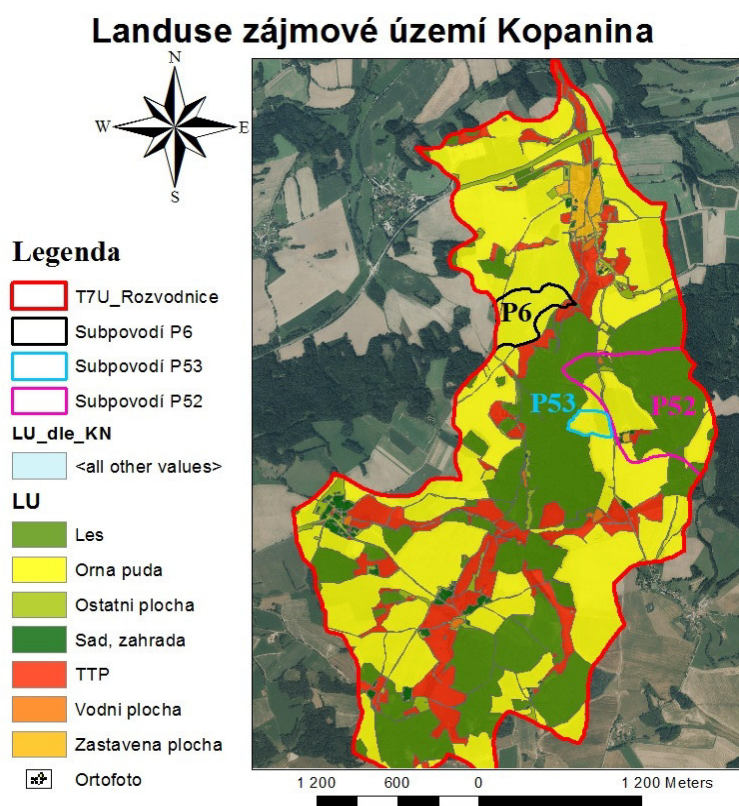 Landuse zájmové území Kopanina
N
W E
S
Legenda
T7U_Rozvodnice
Subpovodí P6
Subpovodí P53
Subpovodí P52
LU_dle_KN
<all other values>
LU
Les
Orna puda
Ostatni plocha
Sad, zahrada
TTP
Vodni plocha
Zastavena plocha
Ortofoto
P6
P53 P52
1 200 600 0 1 200 Meters